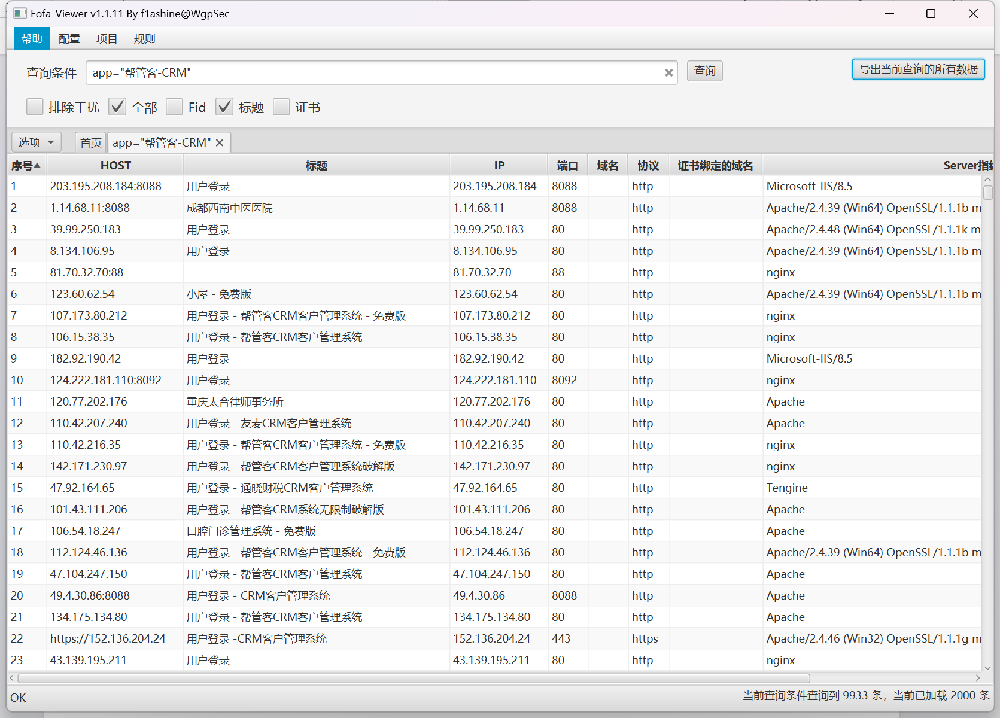 Fofa_Viewer v1.1.11 By f1ashine@WgpSec
帮助 配置 项目 规则
查询条件 app="帮管客-CRM" 查询 导出当前查询的所有数据
排除干扰 全部 Fid 标题 证书
选项 首页 app="帮管客-CRM"
序号 HOST 标题 IP 端口 域名 协议 证书绑定的域名 Server指纹
1 203.195.208.184:8088 用户登录 203.195.208.184 8088 http Microsoft-IIS/8.5
2 1.14.68.11:8088 成都西南中医医院 1.14.68.11 8088 http Apache/2.4.39 (Win64) OpenSSL/1.1.1b m
3 39.99.250.183 用户登录 39.99.250.183 80 http Apache/2.4.48 (Win64) OpenSSL/1.1.1k m
4 8.134.106.95 用户登录 8.134.106.95 80 http Apache/2.4.39 (Win64) OpenSSL/1.1.1b m
5 81.70.32.70:88 81.70.32.70 88 http nginx
6 123.60.62.54 小屋 - 免费版 123.60.62.54 80 http Apache/2.4.39 (Win64) OpenSSL/1.1.1b m
7 107.173.80.212 用户登录 - 帮管客CRM客户管理系统 - 免费版 107.173.80.212 80 http nginx
8 106.15.38.35 用户登录 - 帮管客CRM客户管理系统 106.15.38.35 80 http nginx
9 182.92.190.42 用户登录 182.92.190.42 80 http Microsoft-IIS/8.5
10 124.222.181.110:8092 用户登录 124.222.181.110 8092 http nginx
11 120.77.202.176 重庆太合律师事务所 120.77.202.176 80 http Apache
12 110.42.207.240 用户登录 - 友麦CRM客户管理系统 110.42.207.240 80 http Apache
13 110.42.216.35 用户登录 - 帮管客CRM客户管理系统 - 免费版 110.42.216.35 80 http nginx
14 142.171.230.97 用户登录 - 帮管客CRM客户管理系统破解版 142.171.230.97 80 http nginx
15 47.92.164.65 用户登录 - 通晓财税CRM客户管理系统 47.92.164.65 80 http Tengine
16 101.43.111.206 用户登录 - 帮管客CRM系统无限制破解版 101.43.111.206 80 http Apache
17 106.54.18.247 口腔门诊管理系统 - 免费版 106.54.18.247 80 http Apache
18 112.124.46.136 用户登录 - 帮管客CRM客户管理系统 - 免费版 112.124.46.136 80 http Apache/2.4.39 (Win64) OpenSSL/1.1.1b m
19 47.104.247.150 用户登录 - 帮管客CRM客户管理系统 47.104.247.150 80 http Apache
20 49.4.30.86:8088 用户登录 - CRM客户管理系统 49.4.30.86 8088 http Apache
21 134.175.134.80 用户登录 - 帮管客CRM客户管理系统 134.175.134.80 80 http Apache
22 https://152.136.204.24 用户登录 -CRM客户管理系统 152.136.204.24 443 https Apache/2.4.46 (Win32) OpenSSL/1.1.1g m
23 43.139.195.211 用户登录 43.139.195.211 80 http nginx
OK 当前查询条件查询到 9933 条，当前已加载 2000 条